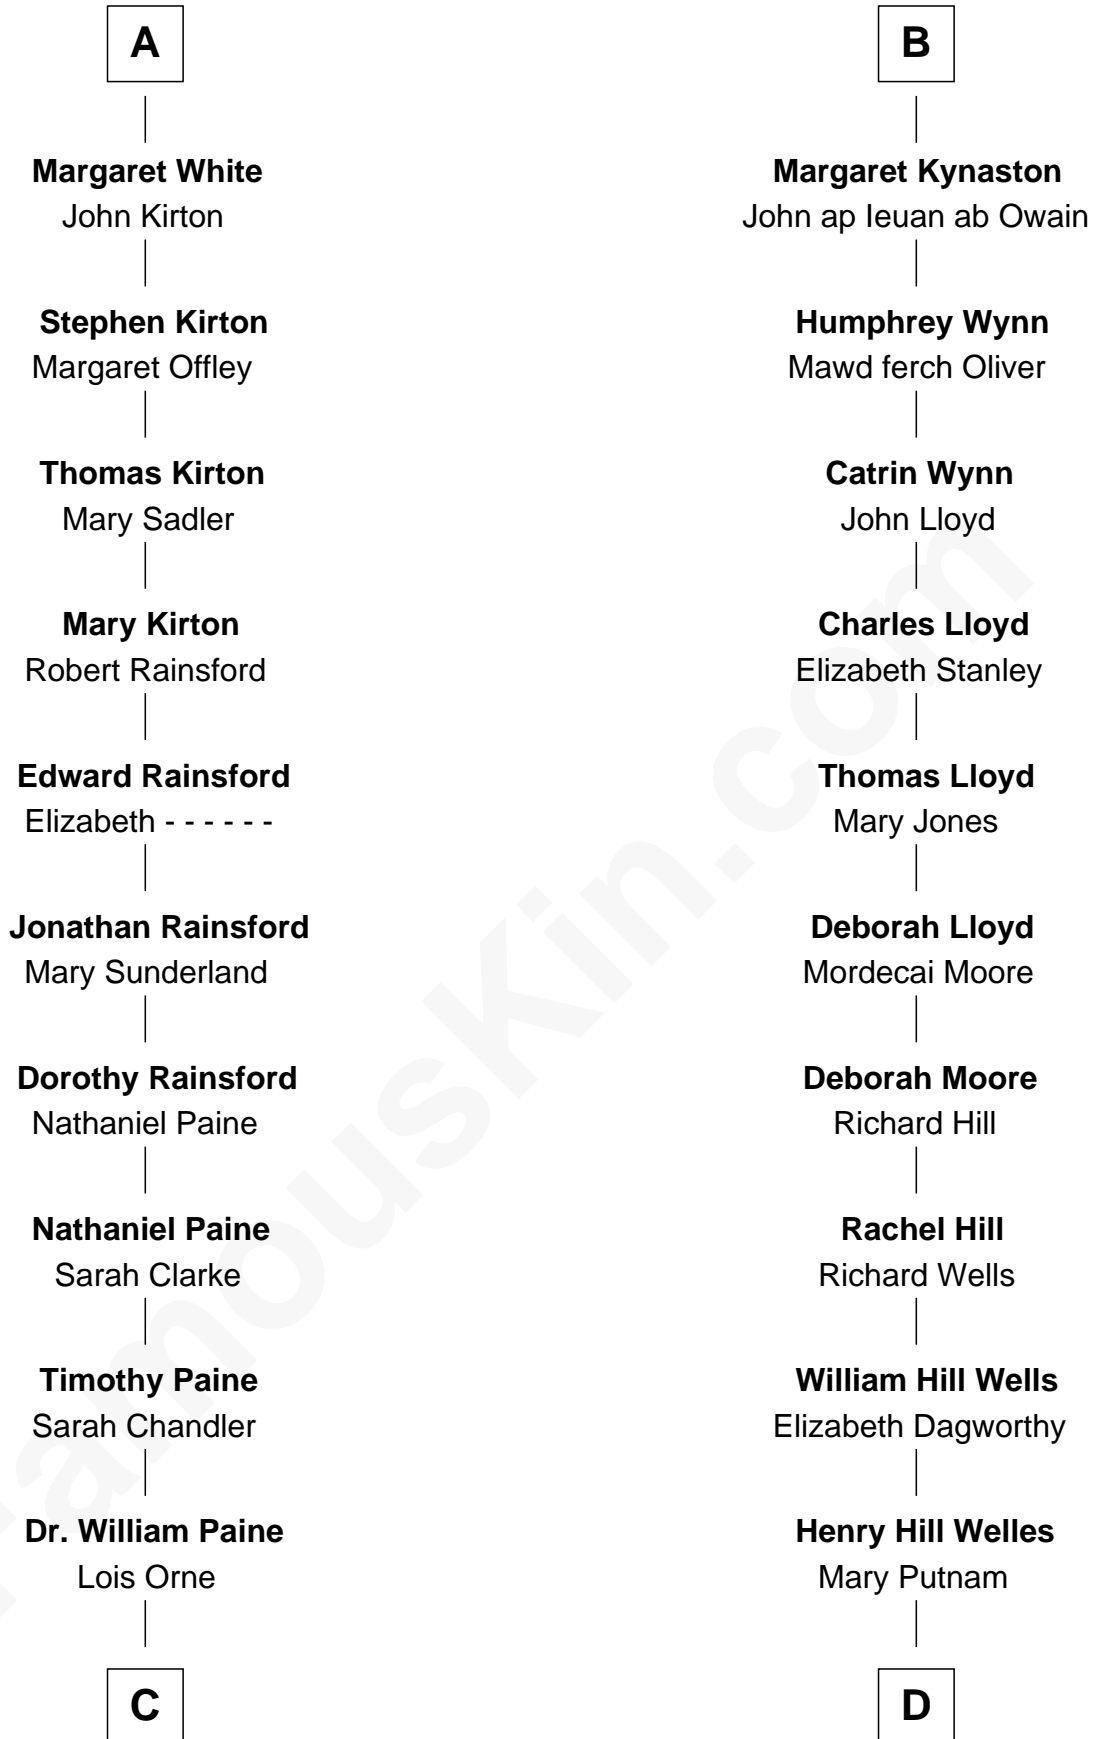 A
Margaret White
John Kirton
Stephen Kirton
Margaret Offley
Thomas Kirton
Mary Sadler
Mary Kirton
Robert Rainsford
Edward Rainsford
Elizabeth - - - - - -
Jonathan Rainsford
Mary Sunderland
Dorothy Rainsford
Nathaniel Paine
Nathaniel Paine
Sarah Clarke
Timothy Paine
Sarah Chandler
Dr. William Paine
Lois Orne
C
B
Margaret Kynaston
John ap Ieuan ab Owain
Humphrey Wynn
Mawd ferch Oliver
Catrin Wynn
John Lloyd
Charles Lloyd
Elizabeth Stanley
Thomas Lloyd
Mary Jones
Deborah Lloyd
Mordecai Moore
Deborah Moore
Richard Hill
Rachel Hill
Richard Wells
William Hill Wells
Elizabeth Dagworthy
Henry Hill Welles
Mary Putnam
D
FamousKin.com